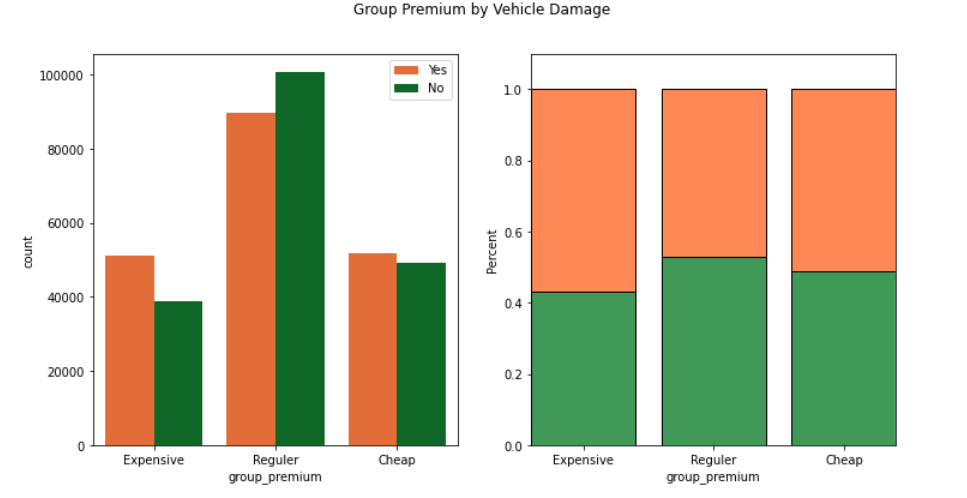 Group Premium by Vehicle Damage
Yes
No
100000
80000
60000
40000
20000
0
count
Expensive
Reguler
Cheap
group_premium
1.0
0.8
0.6
0.4
0.2
0.0
Percent
Expensive
Reguler
Cheap
group_premium